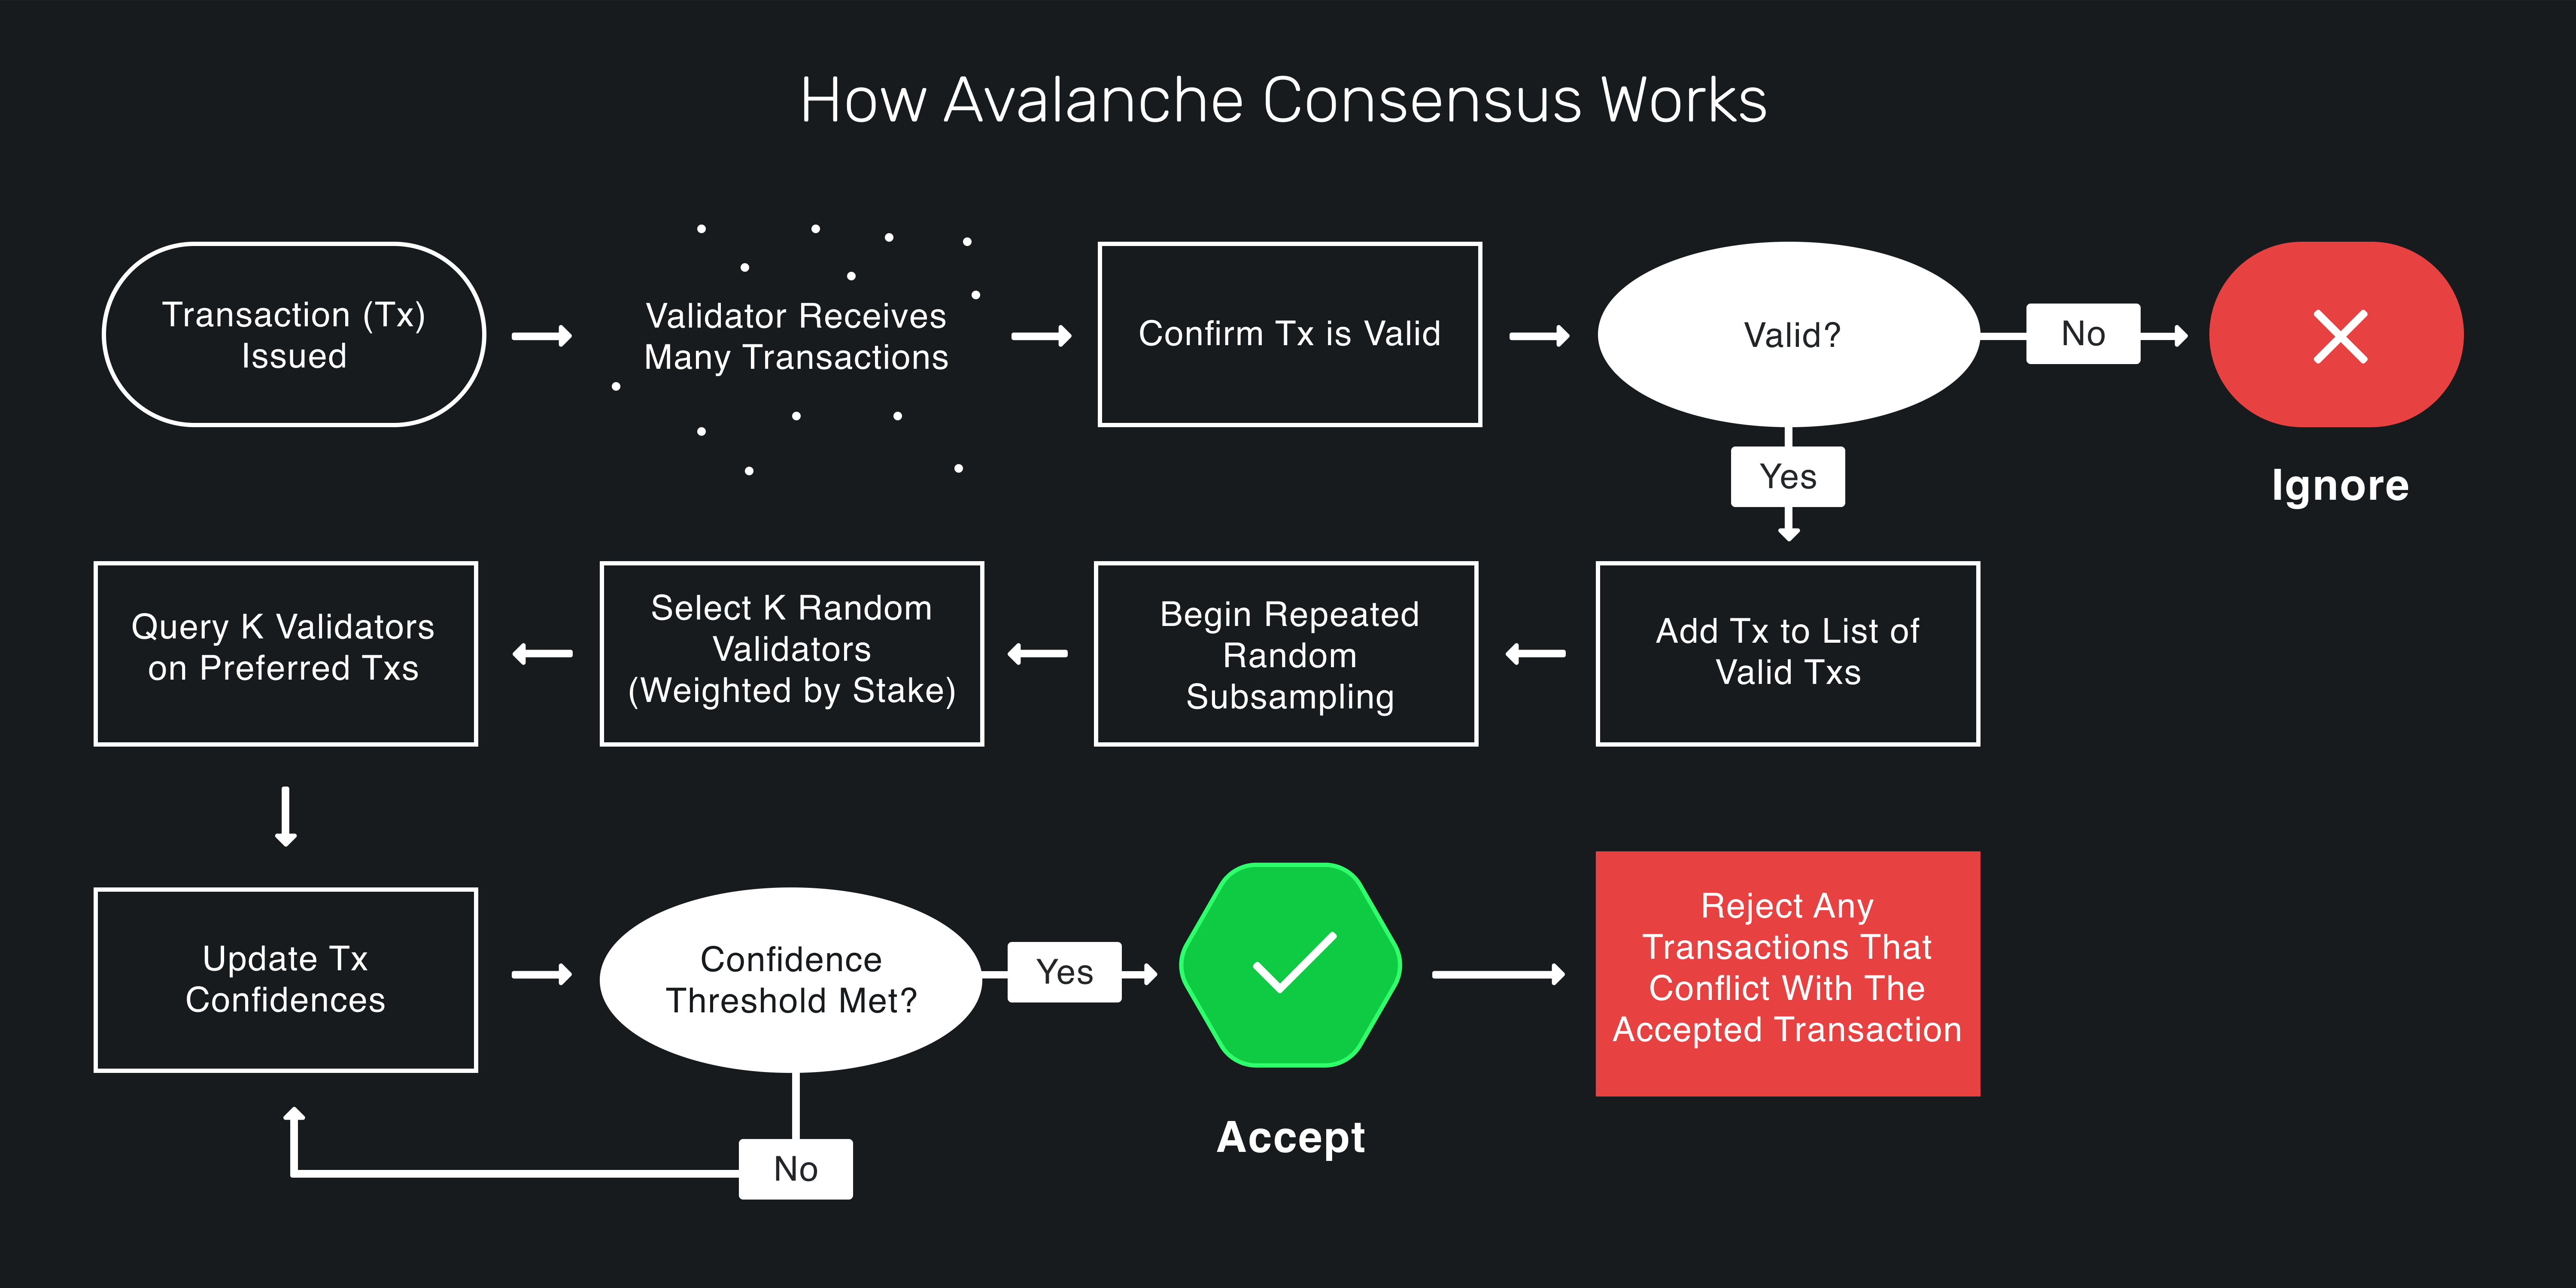 How Avalanche Consensus Works
Transaction (Tx)
Issued
Validator Receives
Many Transactions
Confirm Tx is Valid
Valid?
No
Ignore
Yes
Add Tx to List of
Valid Txs
Begin Repeated
Random
Subsampling
Select K Random
Validators
(Weighted by Stake)
Query K Validators
on Preferred Txs
Update Tx
Confidences
Confidence
Threshold Met?
Yes
No
Accept
Reject Any
Transactions That
Conflict With The
Accepted Transaction